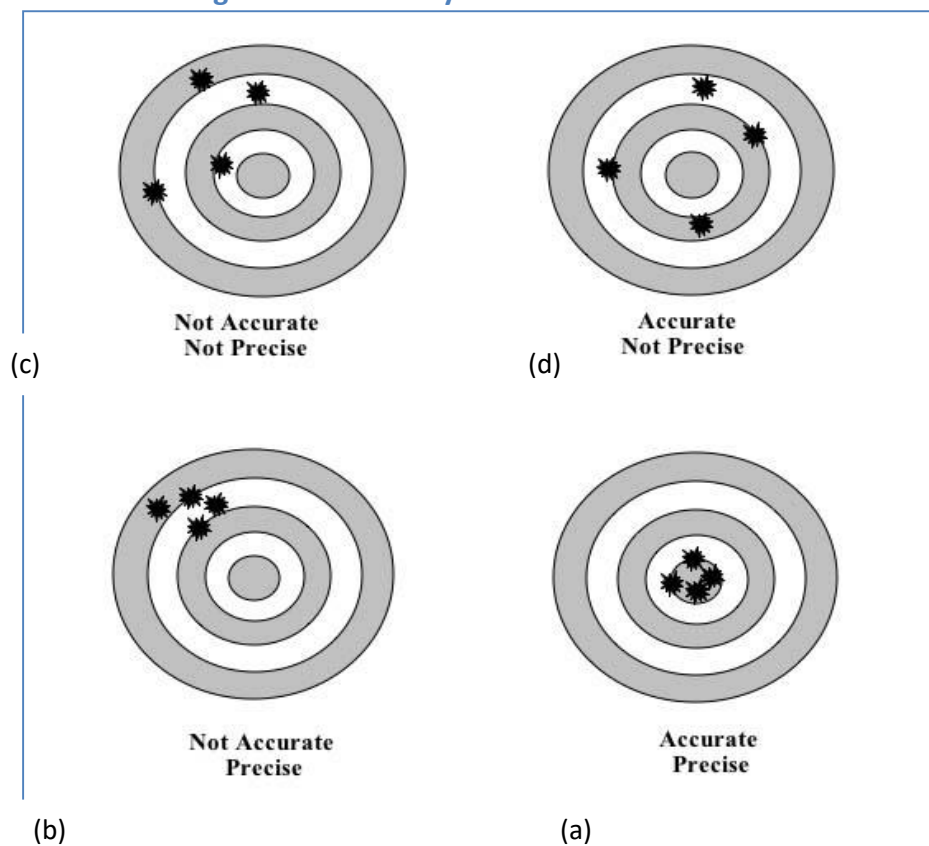 Not Accurate
Not Precise
(c)
Accurate
Not Precise
(d)
Not Accurate
Precise
(b)
Accurate
Precise
(a)